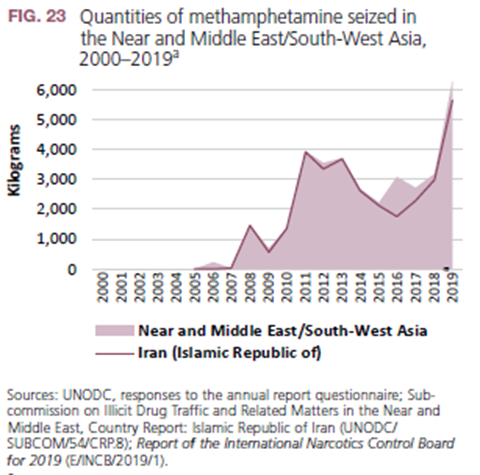 FIG. 23 Quantities of methamphetamine seized in
the Near and Middle East/South-West Asia,
2000–2019a
Kilograms
6,000
5,000
4,000
3,000
2,000
1,000
0
2000
2001
2002
2003
2004
2005
2006
2007
2008
2009
2010
2011
2012
2013
2014
2015
2016
2017
2018
2019
Near and Middle East/South-West Asia
Iran (Islamic Republic of)
Sources: UNODC, responses to the annual report questionnaire; Sub-
commission on Illicit Drug Traffic and Related Matters in the Near and
Middle East, Country Report: Islamic Republic of Iran (UNODC/
SUBCOM/54/CRP.8); Report of the International Narcotics Control Board
for 2019 (E/INCB/2019/1).